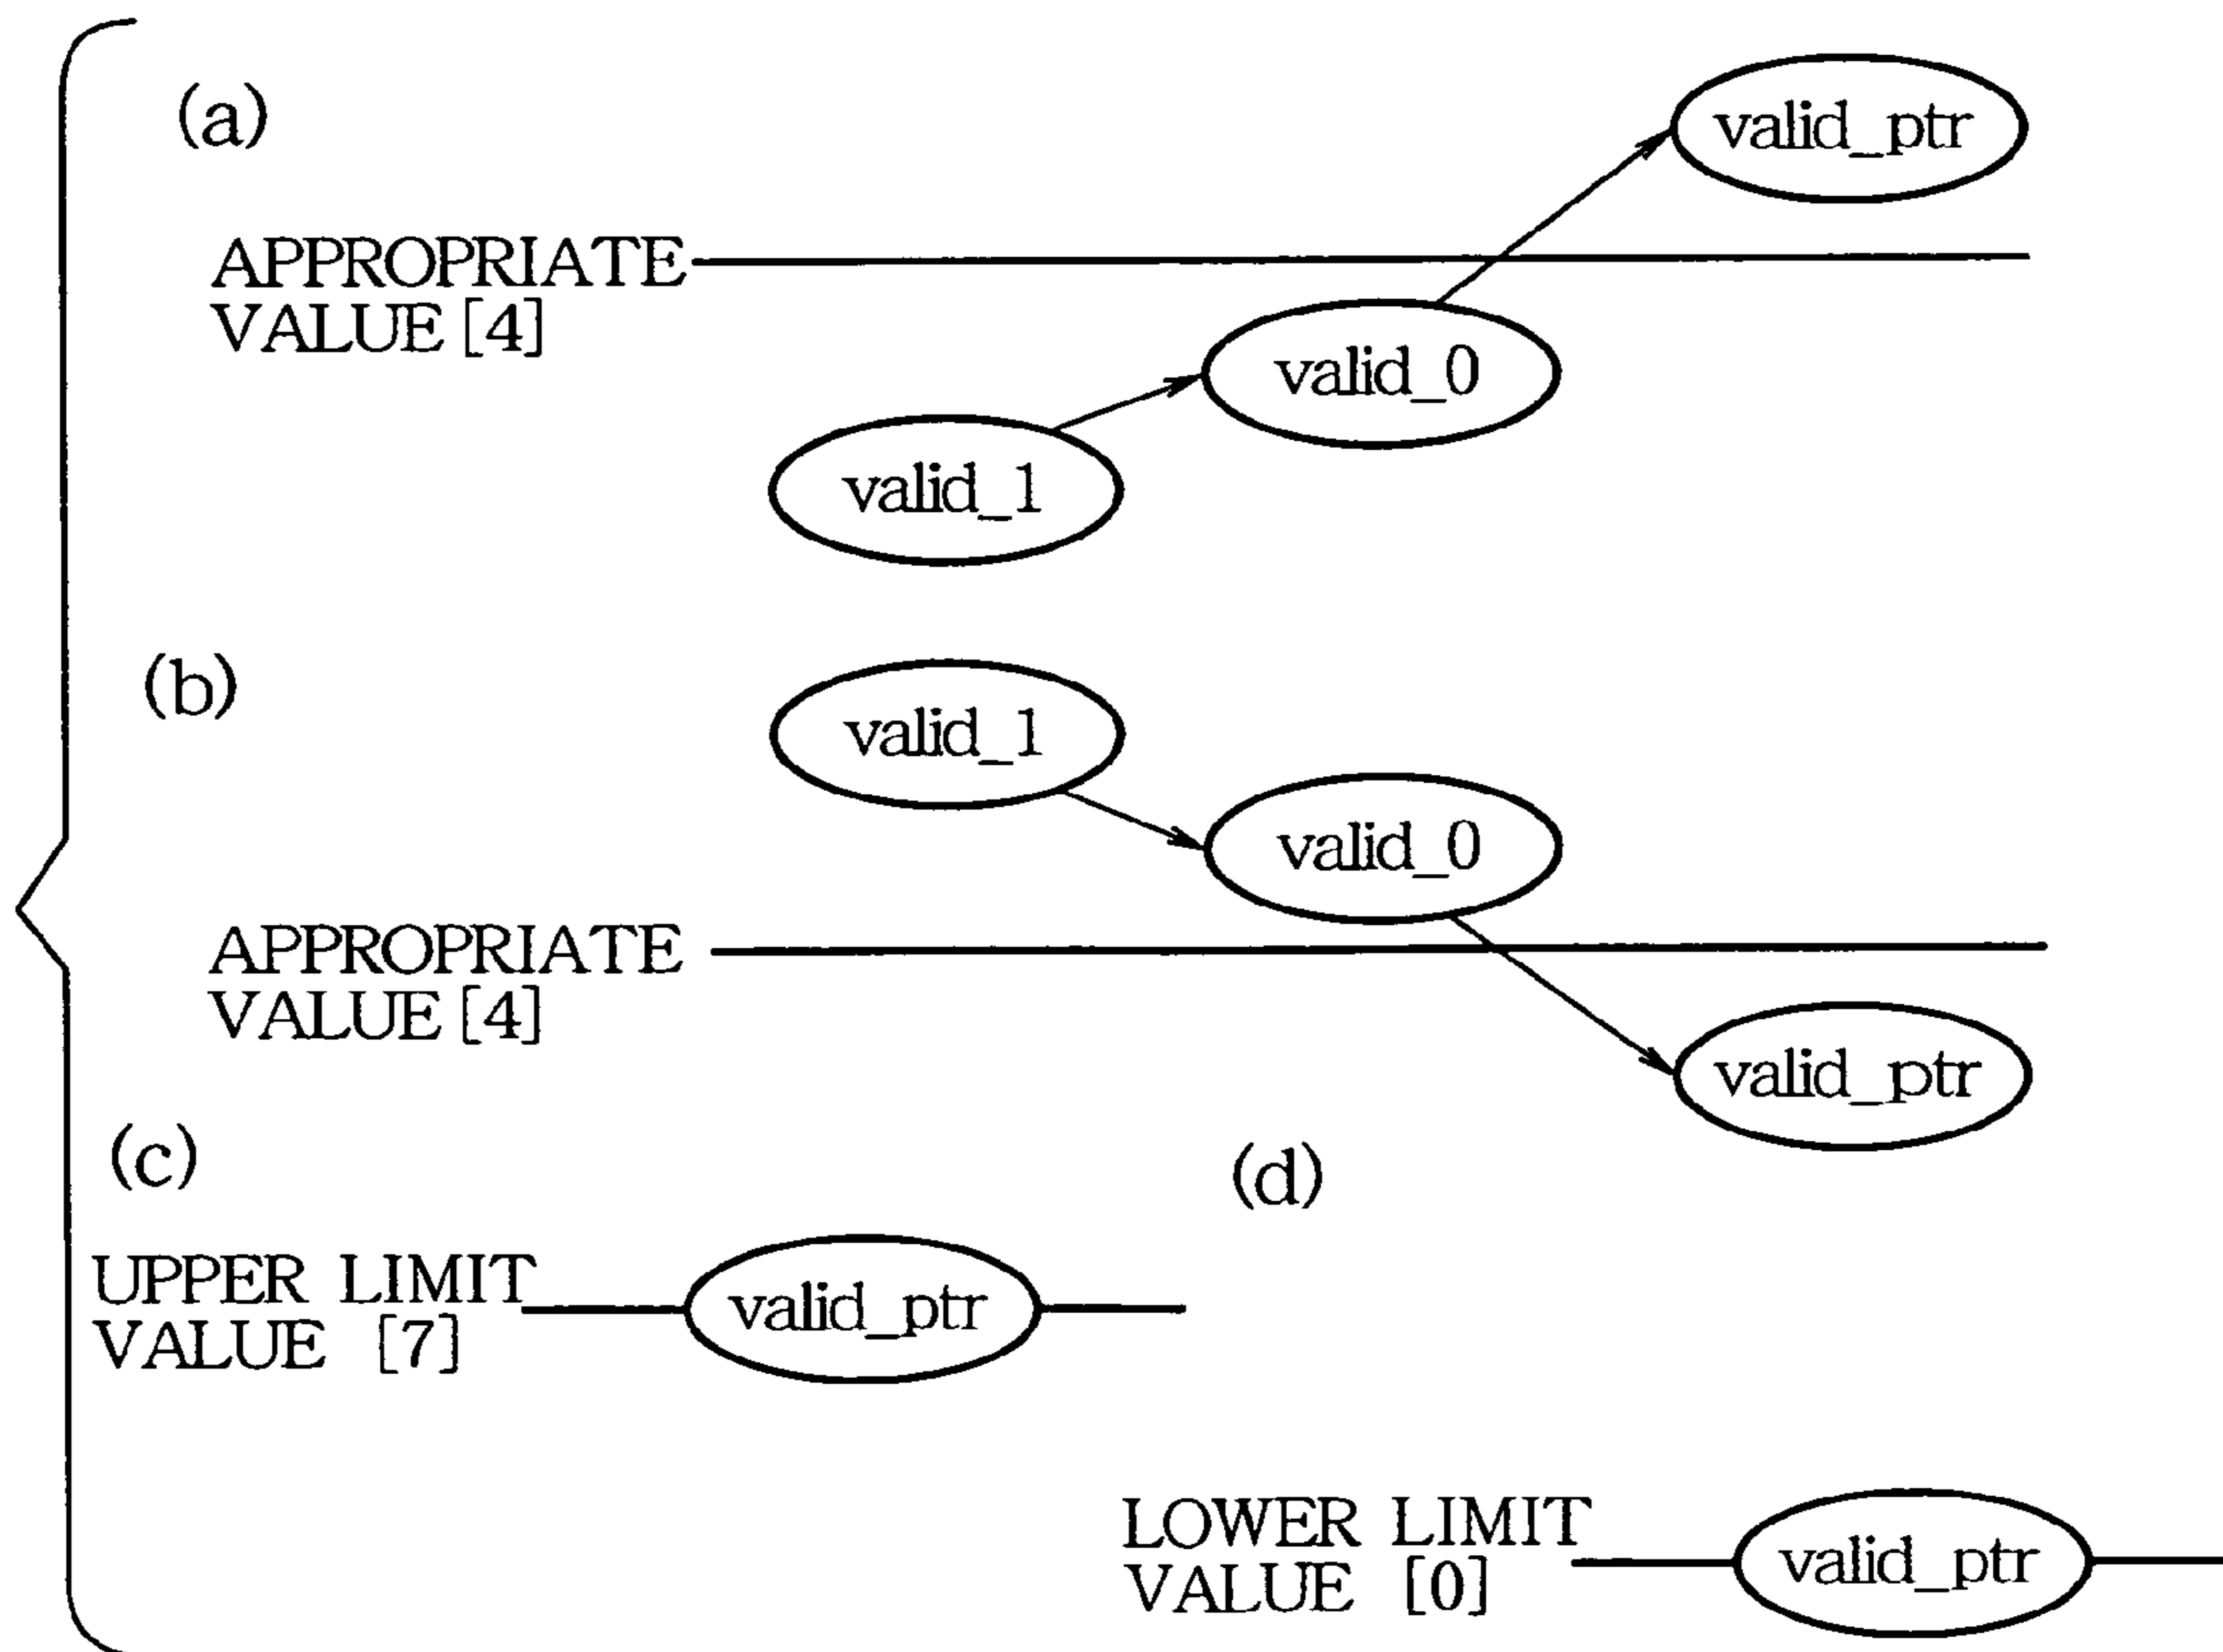 (a)
valid_ptr
APPROPRIATE
VALUE [4]
valid_0
valid_1
(b)
valid_1
valid_0
APPROPRIATE
VALUE [4]
valid_ptr
(c)
(d)
UPPER LIMIT
VALUE [7]
valid_ptr
LOWER LIMIT
VALUE [0]
valid_ptr